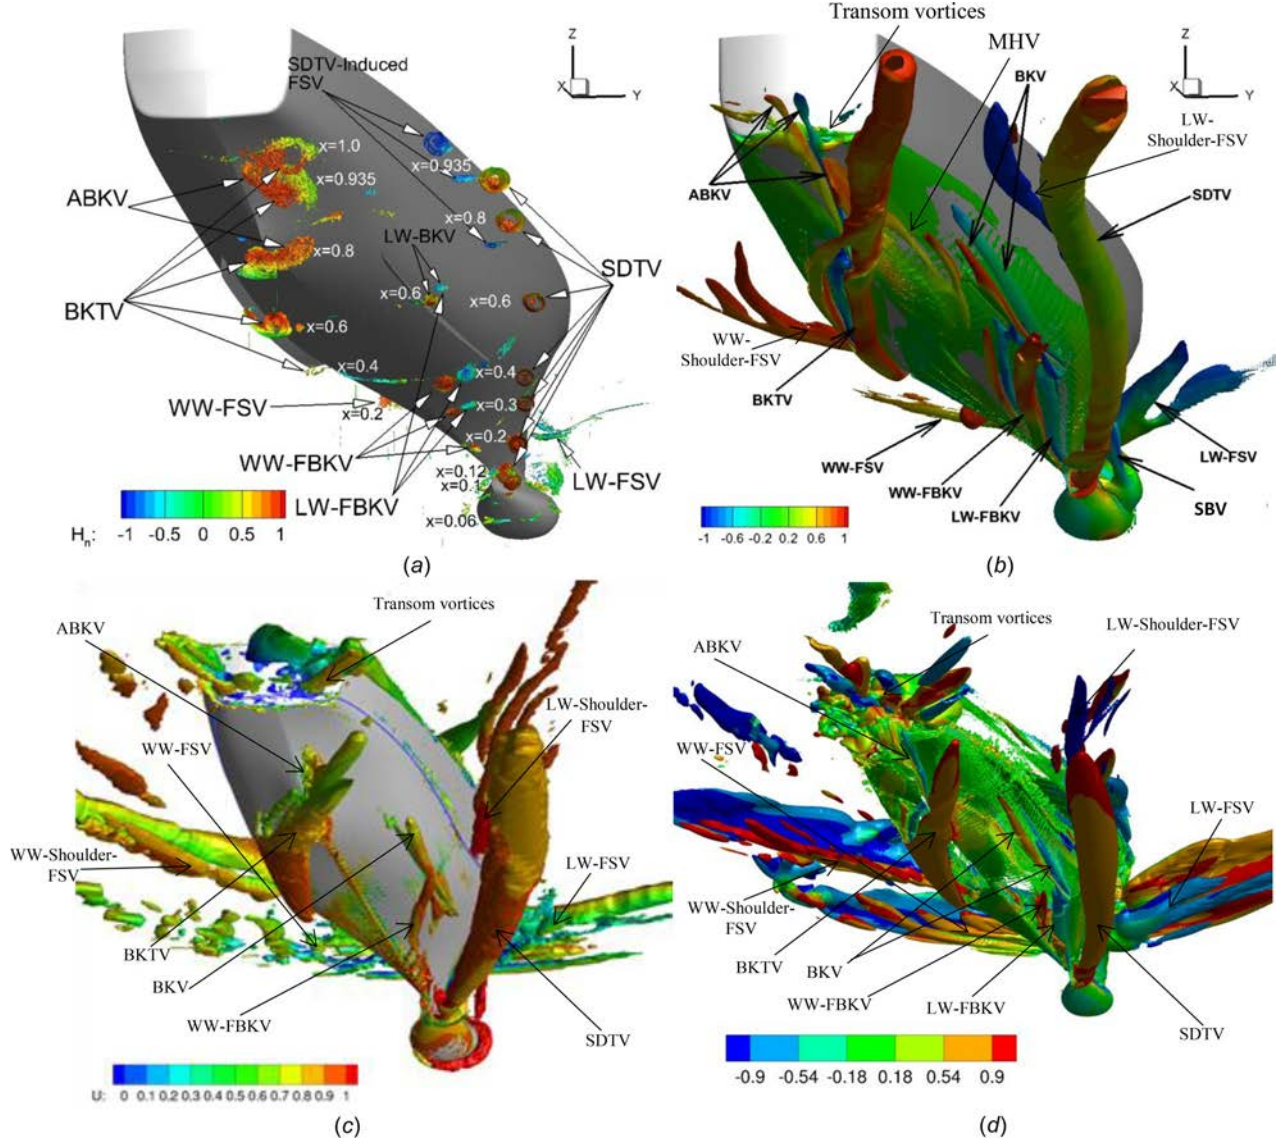 (a)
SDTV-Induced
FSV
Z
X
Y
x=1.0
x=0.935
x=0.935
ABKV
x=0.8
x=0.8
LW-BKV
SDTV
BKTV
x=0.6
x=0.6
x=0.6
x=0.4
x=0.4
WW-FSV
x=0.2
x=0.3
x=0.2
WW-FBKV
x=0.12
x=0.1
LW-FSV
LW-FBKV
x=0.06
Hn: -1 -0.5 0 0.5 1
(a)
Transom vortices
MHV
BKV
Z
X
Y
LW-
Shoulder-FSV
ABKV
SDTV
WW-
Shoulder-FSV
BKTV
WW-FSV
WW-FBKV
LW-FBKV
LW-FSV
SBV
-1 -0.6 -0.2 0.2 0.6 1
(b)
Transom vortices
ABKV
LW-Shoulder-
FSV
WW-FSV
WW-Shoulder-
FSV
LW-FSV
BKTV
BKV
WW-FBKV
SDTV
U: 0 0.1 0.2 0.3 0.4 0.5 0.6 0.7 0.8 0.9 1
(c)
Transom vortices
LW-Shoulder-FSV
ABKV
WW-FSV
LW-FSV
WW-Shoulder-
FSV
BKTV
BKV
WW-FBKV
LW-FBKV
SDTV
-0.9 -0.54 -0.18 0.18 0.54 0.9
(d)